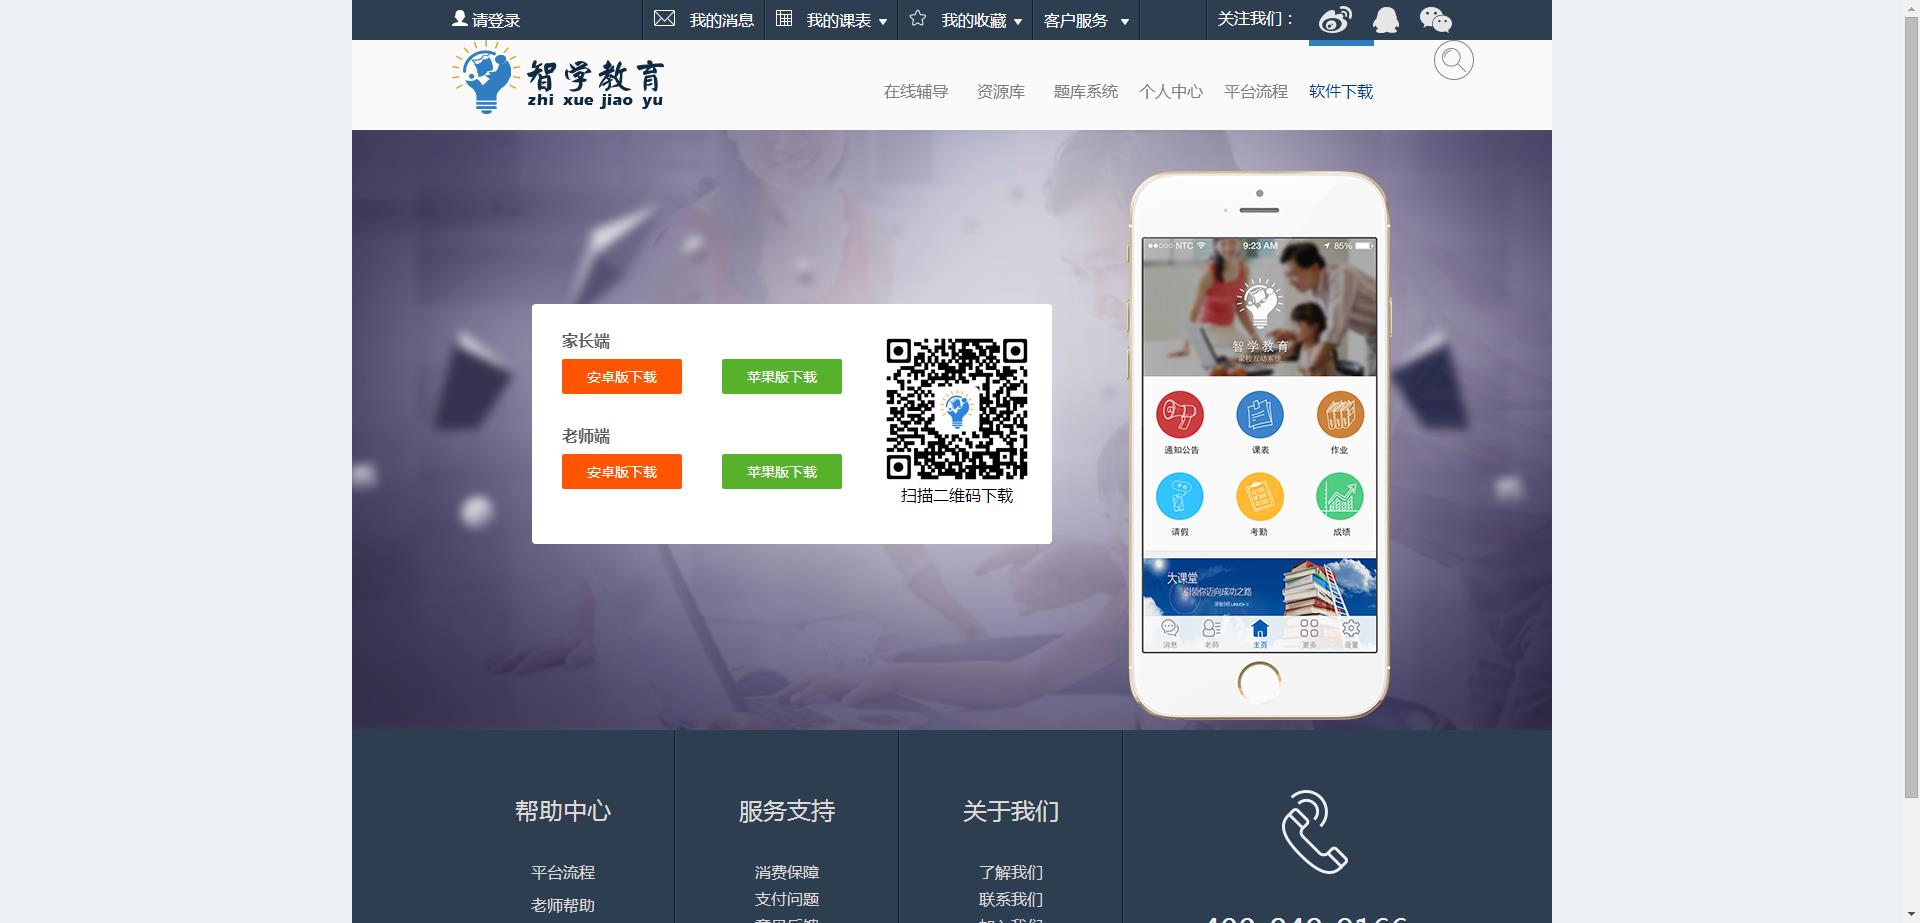 请登录
我的消息
我的课表
我的收藏
客户服务
关注我们：
智学教育
zhi xue jiao yu
在线辅导
资源库
题库系统
个人中心
平台流程
软件下载
家长端
安卓版下载
苹果版下载
老师端
安卓版下载
苹果版下载
扫描二维码下载
NTC
9:23 AM
85%
智学教育
家校互动系统
通知公告
课表
作业
请假
考勤
成绩
大课堂
引领你迈向成功之路
消息
老师
主页
更多
设置
帮助中心
服务支持
关于我们
平台流程
消费保障
了解我们
老师帮助
支付问题
联系我们